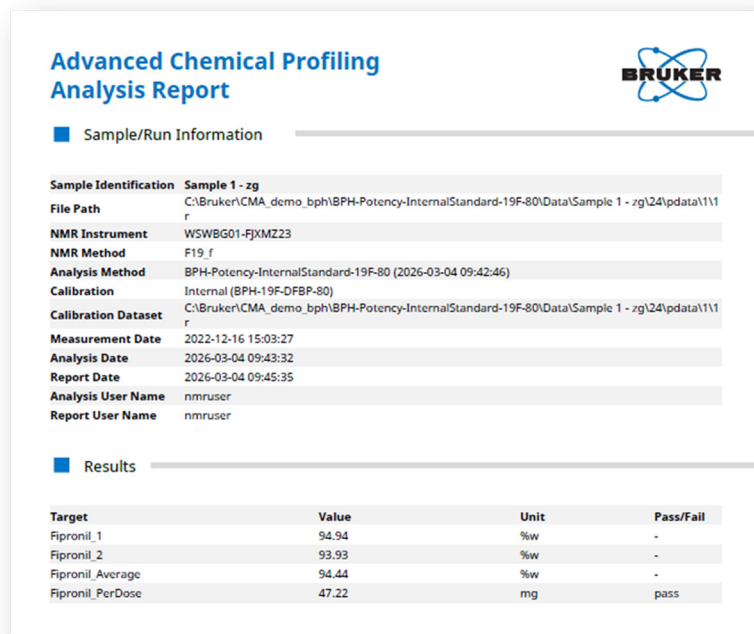 Advanced Chemical Profiling
Analysis Report
BRUKER
Sample/Run Information
Sample Identification Sample 1 - zg
File Path C:\Bruker\CMA_demo_bph\BPH-Potency-InternalStandard-19F-80\Data\Sample 1 - zg\24\pdata\1\1
r
NMR Instrument WSWBG01-FJXMZ23
NMR Method F19_f
Analysis Method BPH-Potency-InternalStandard-19F-80 (2026-03-04 09:42:46)
Calibration Internal (BPH-19F-DFBP-80)
Calibration Dataset C:\Bruker\CMA_demo_bph\BPH-Potency-InternalStandard-19F-80\Data\Sample 1 - zg\24\pdata\1\1
r
Measurement Date 2022-12-16 15:03:27
Analysis Date 2026-03-04 09:43:32
Report Date 2026-03-04 09:45:35
Analysis User Name nmruser
Report User Name nmruser
Results
Target Value Unit Pass/Fail
Fipronil_1 94.94 %w -
Fipronil_2 93.93 %w -
Fipronil_Average 94.44 %w -
Fipronil_PerDose 47.22 mg pass